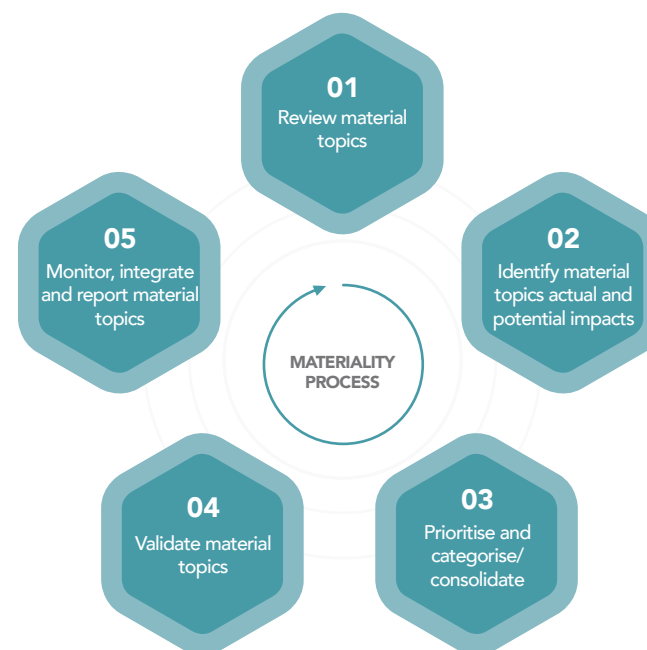 01
Review material
topics
02
Identify material
topics actual and
potential impacts
03
Prioritise and
categorise/
consolidate
04
Validate material
topics
05
Monitor, integrate
and report material
topics
MATERIALITY
PROCESS